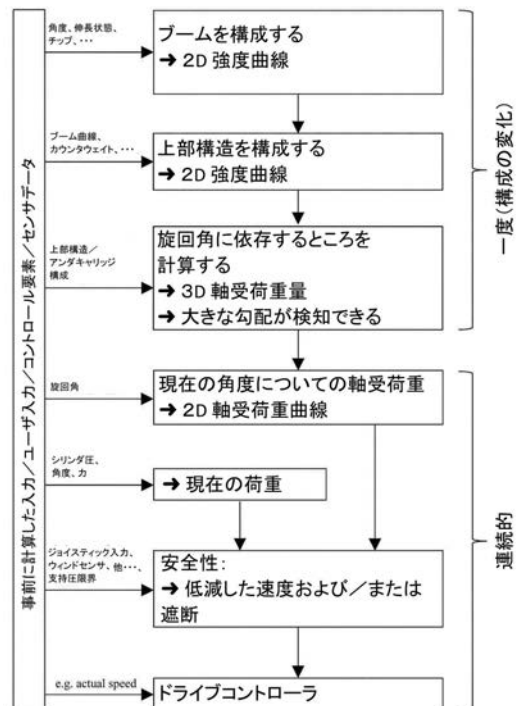 事前に計算した入力/ユーザ入力/コントロール要素/センサデータ
角度、伸長状態、
チップ、・・・
ブームを構成する
➔ 2D 強度曲線
ブーム曲線、
カウンタウェイト、・・・
上部構造を構成する
➔ 2D 強度曲線
上部構造/
アンダキャリッジ
構成
旋回角に依存するところを
計算する
➔ 3D 軸受荷重量
➔ 大きな勾配が検知できる
一度(構成の変化)
旋回角
現在の角度についての軸受荷重
➔ 2D 軸受荷重曲線
シリンダ圧、
角度、力
➔ 現在の荷重
ジョイスティック入力、
ウィンドセンサ、他・・・、
支持圧限界
安全性:
➔ 低減した速度および/または
遮断
e.g. actual speed
ドライブコントローラ
連続的